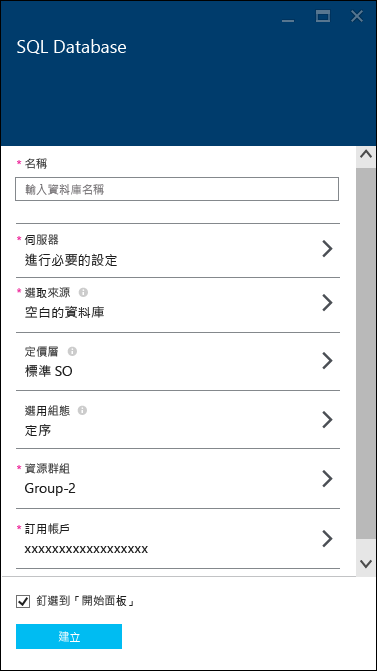 SQL Database
* 名稱
輸入資料庫名稱
* 伺服器
進行必要的設定
* 選取來源
空白的資料庫
定價層
標準 SO
選用組態
定序
* 資源群組
Group-2
* 訂用帳戶
xxxxxxxxxxxxxxxxxx
釘選到「開始面板」
建立